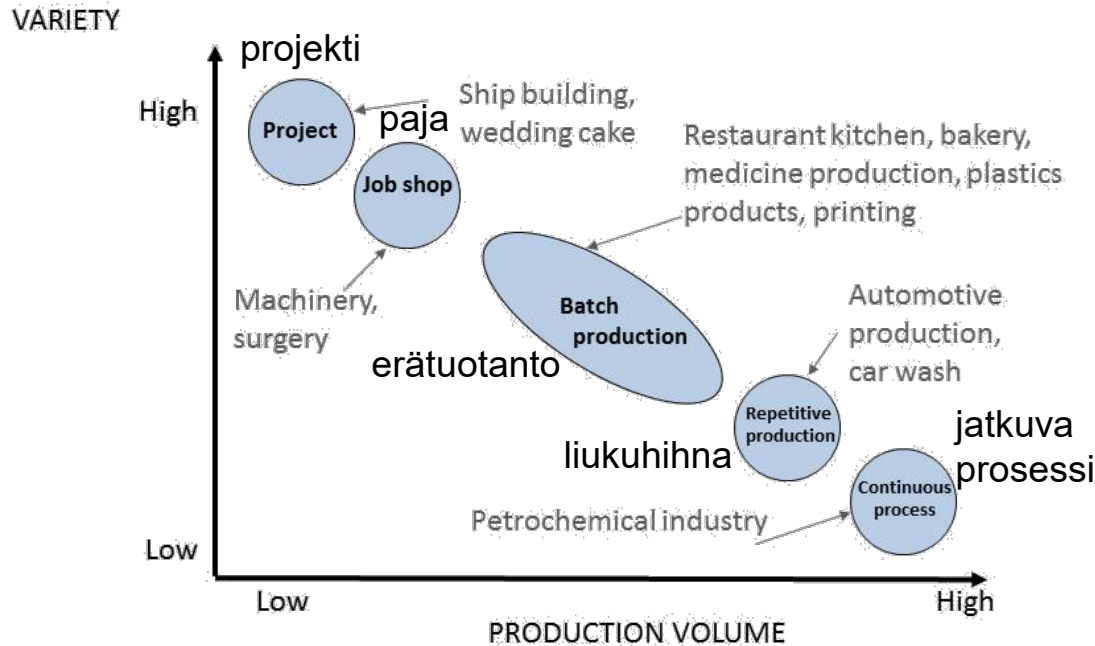 VARIETY
projekti
High
Project
Ship building,
wedding cake
paja
Job shop
Restaurant kitchen, bakery,
medicine production, plastics
products, printing
Machinery,
surgery
Batch
production
erätuotanto
Automotive
production,
car wash
Repetitive
production
liukuhihna
jatkuva
prosessi
Continuous
process
Petrochemical industry
Low
Low
High
PRODUCTION VOLUME